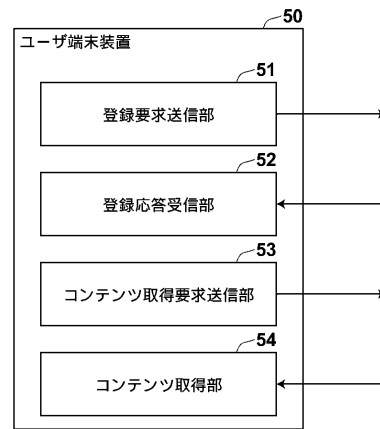 50
ユーザ端末装置
51
登録要求送信部
52
登録応答受信部
53
コンテンツ取得要求送信部
54
コンテンツ取得部